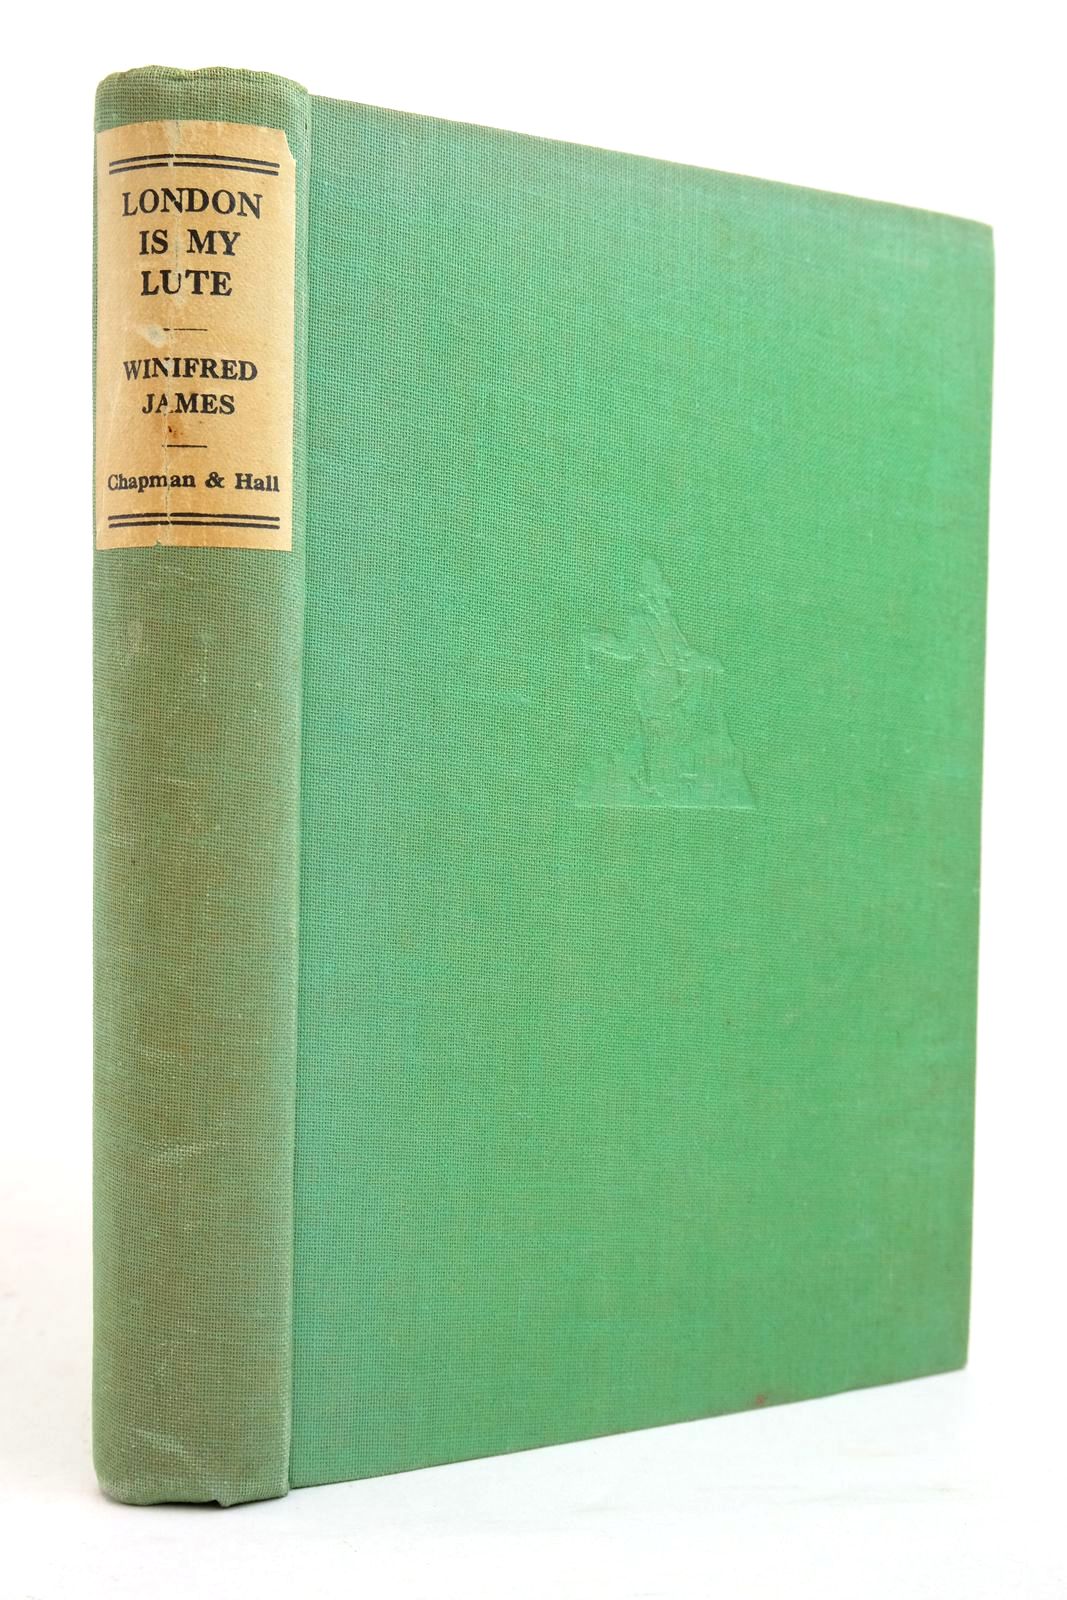 LONDON
IS MY
LUTE
WINIFRED
JAMES
Chapman & Hall